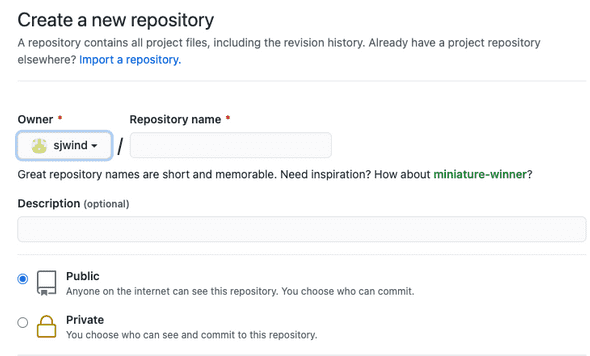 Create a new repository
A repository contains all project files, including the revision history. Already have a project repository
elsewhere? Import a repository.
Owner * Repository name *
sjwind /
Great repository names are short and memorable. Need inspiration? How about miniature-winner?
Description (optional)
Public
Anyone on the internet can see this repository. You choose who can commit.
Private
You choose who can see and commit to this repository.